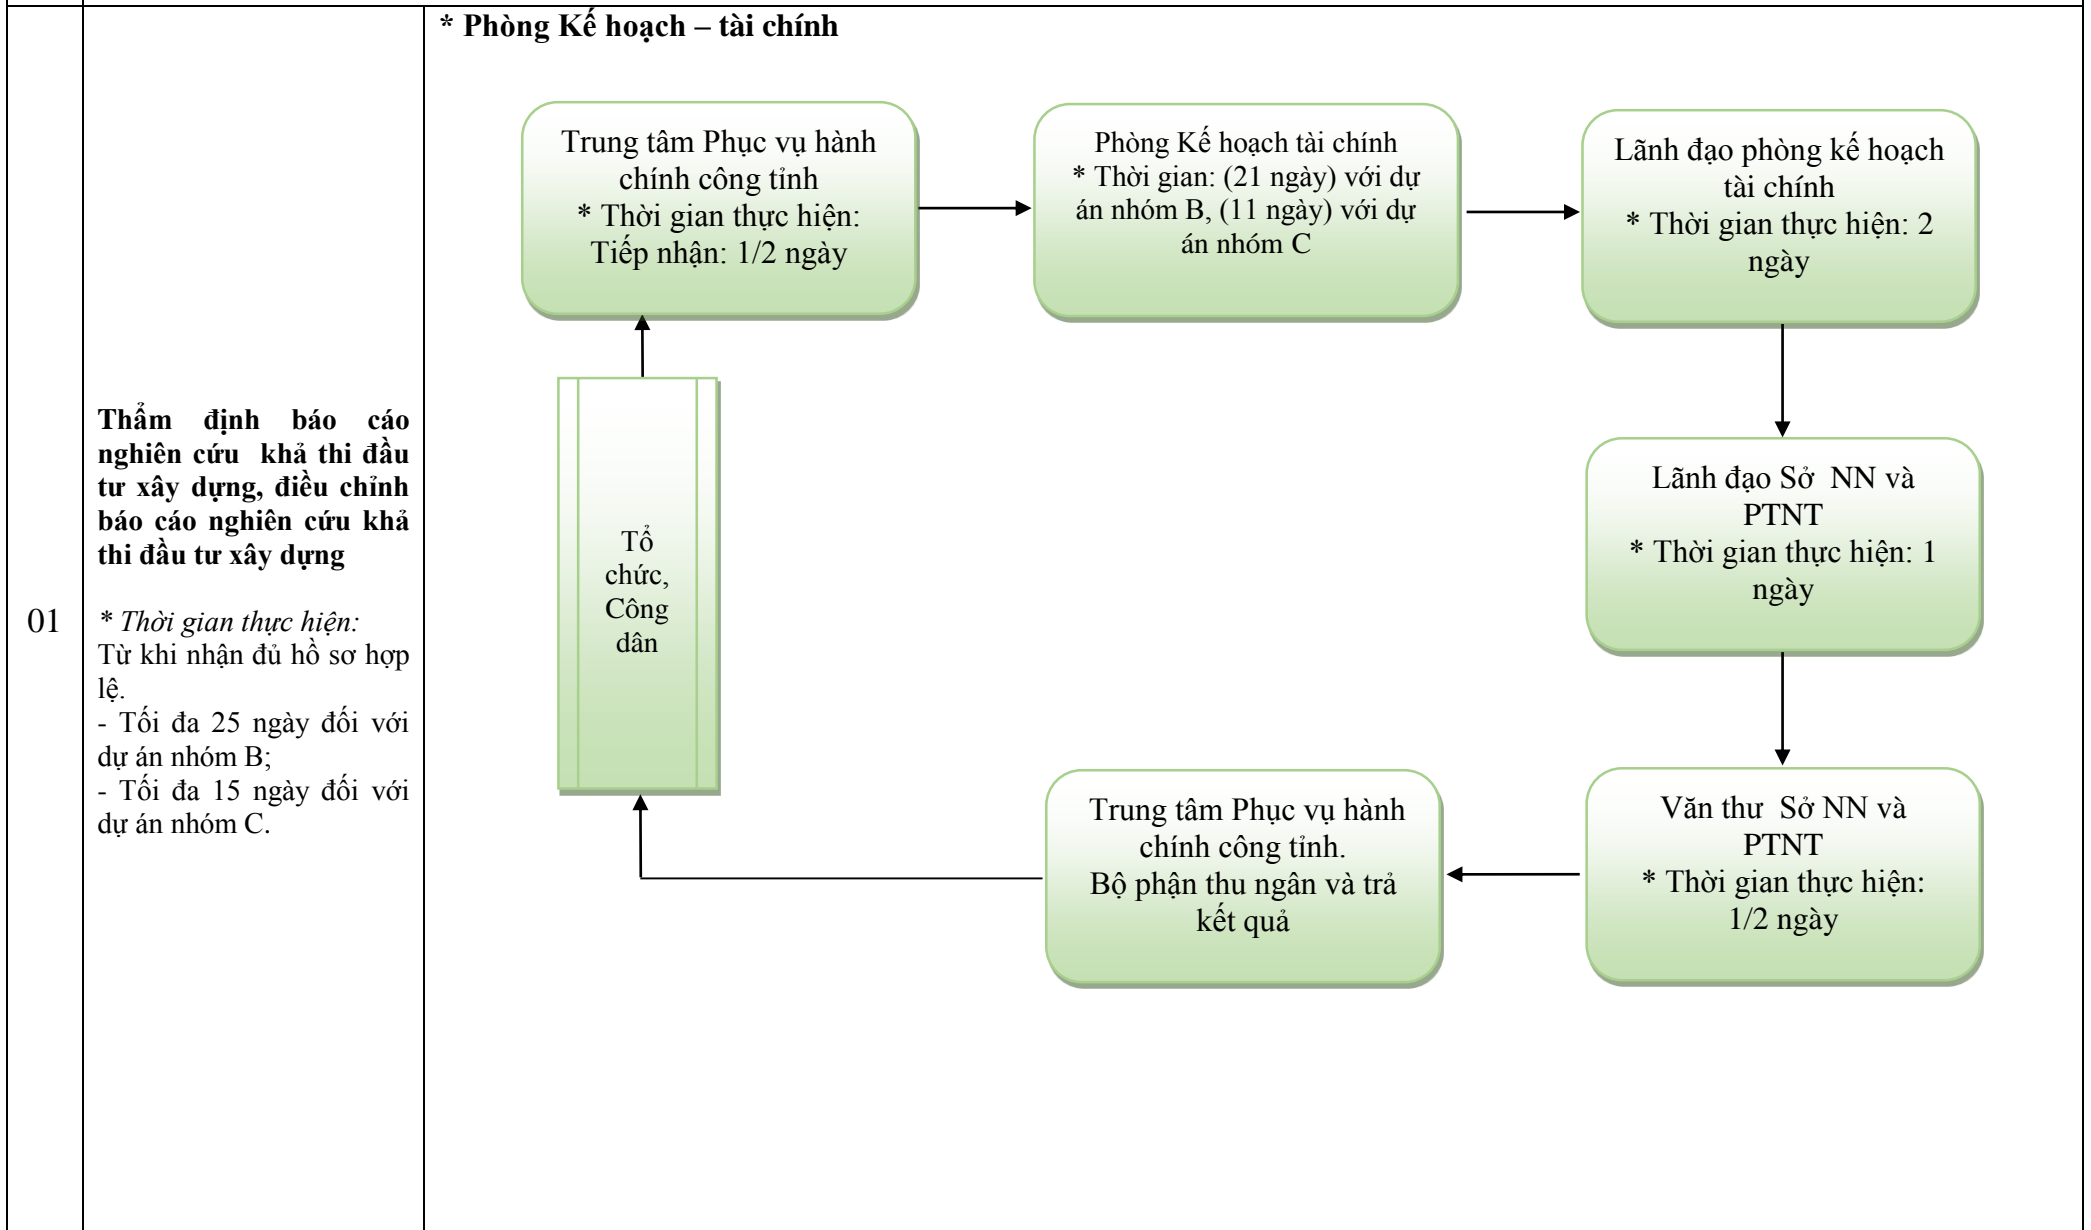 * Phòng Kế hoạch – tài chính
01
Thẩm định báo cáo
nghiên cứu khả thi đầu
tư xây dựng, điều chỉnh
báo cáo nghiên cứu khả
thi đầu tư xây dựng
* Thời gian thực hiện:
Từ khi nhận đủ hồ sơ hợp
lệ.
- Tối đa 25 ngày đối với
dự án nhóm B;
- Tối đa 15 ngày đối với
dự án nhóm C.
Trung tâm Phục vụ hành
chính công tỉnh
* Thời gian thực hiện:
Tiếp nhận: 1/2 ngày
Phòng Kế hoạch tài chính
* Thời gian: (21 ngày) với dự
án nhóm B, (11 ngày) với dự
án nhóm C
Lãnh đạo phòng kế hoạch
tài chính
* Thời gian thực hiện: 2
ngày
Lãnh đạo Sở NN và
PTNT
* Thời gian thực hiện: 1
ngày
Tổ
chức,
Công
dân
Trung tâm Phục vụ hành
chính công tỉnh.
Bộ phận thu ngân và trả
kết quả
Văn thư Sở NN và
PTNT
* Thời gian thực hiện:
1/2 ngày